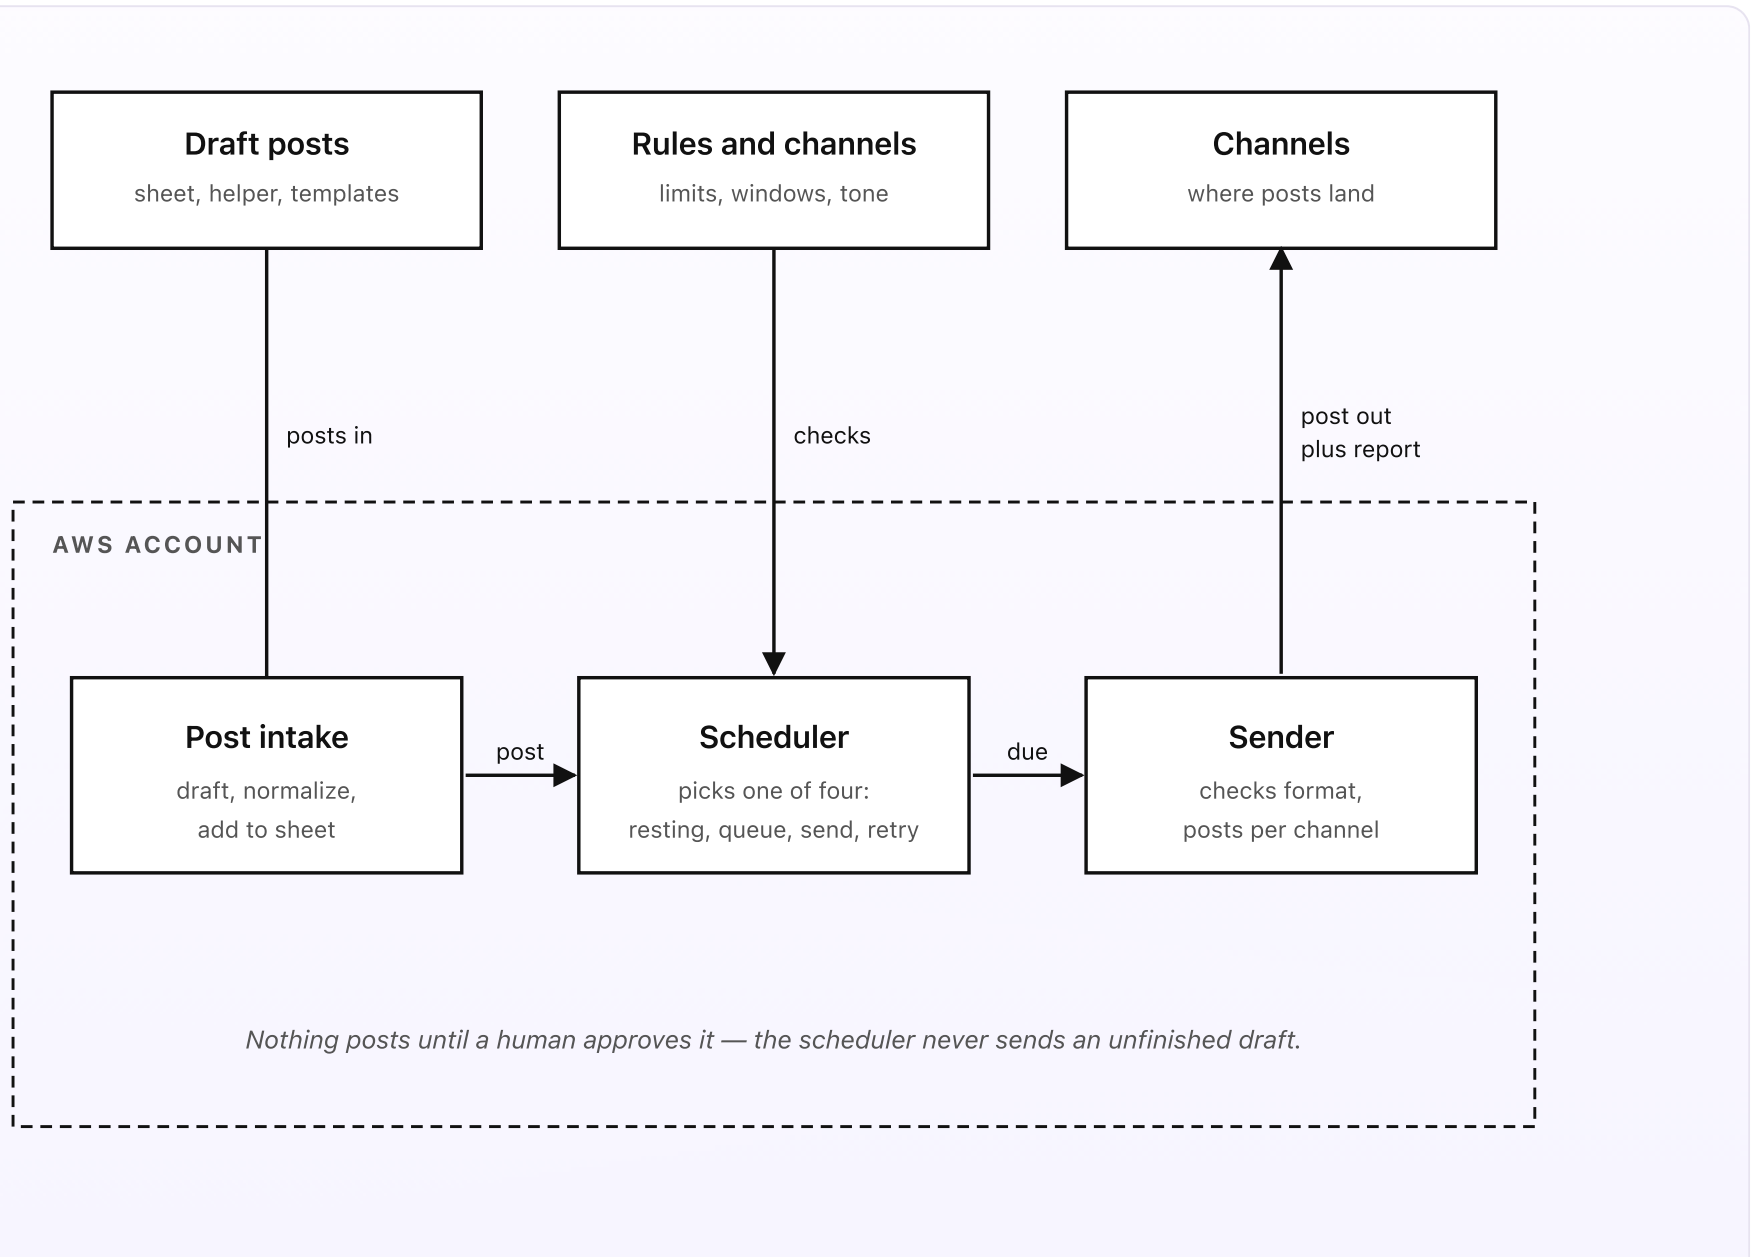 Draft posts
sheet, helper, templates
Rules and channels
limits, windows, tone
Channels
where posts land
posts in
checks
post out
plus report
AWS ACCOUNT
Post intake
draft, normalize,
add to sheet
post
Scheduler
picks one of four:
resting, queue, send, retry
due
Sender
checks format,
posts per channel
Nothing posts until a human approves it — the scheduler never sends an unfinished draft.